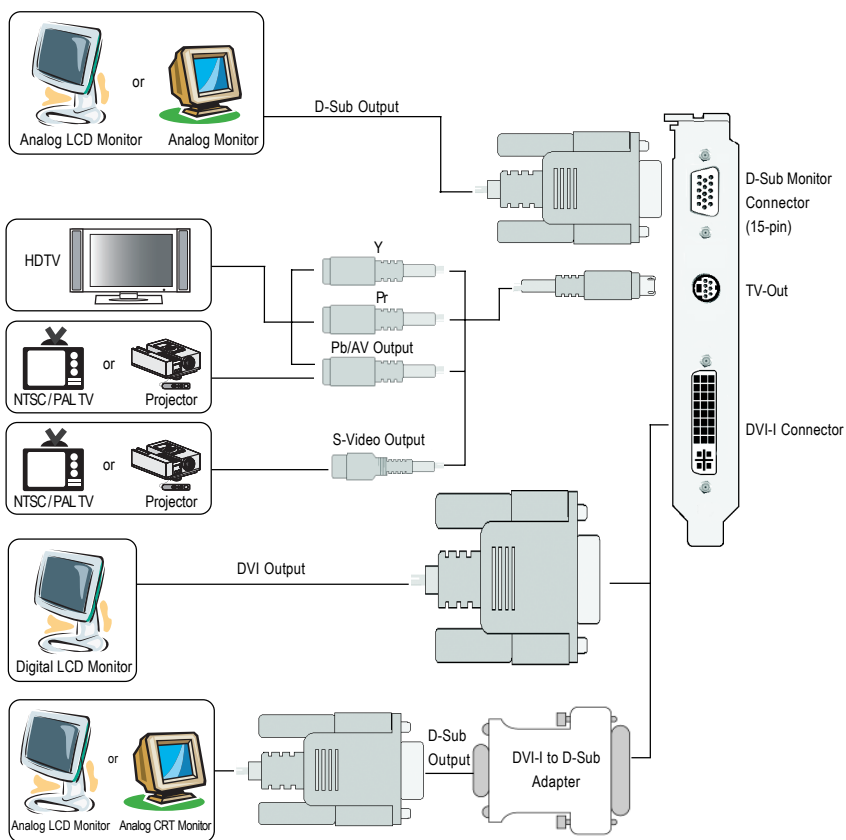 or
Analog LCD Monitor Analog Monitor
D-Sub Output
D-Sub Monitor
Connector
(15-pin)
HDTV
Y
Pr
Pb/AV Output
TV-Out
or
NTSC/PAL TV Projector
S-Video Output
or
NTSC/PAL TV Projector
DVI-I Connector
DVI Output
Digital LCD Monitor
or
Analog LCD Monitor Analog CRT Monitor
D-Sub
Output
DVI-I to D-Sub
Adapter